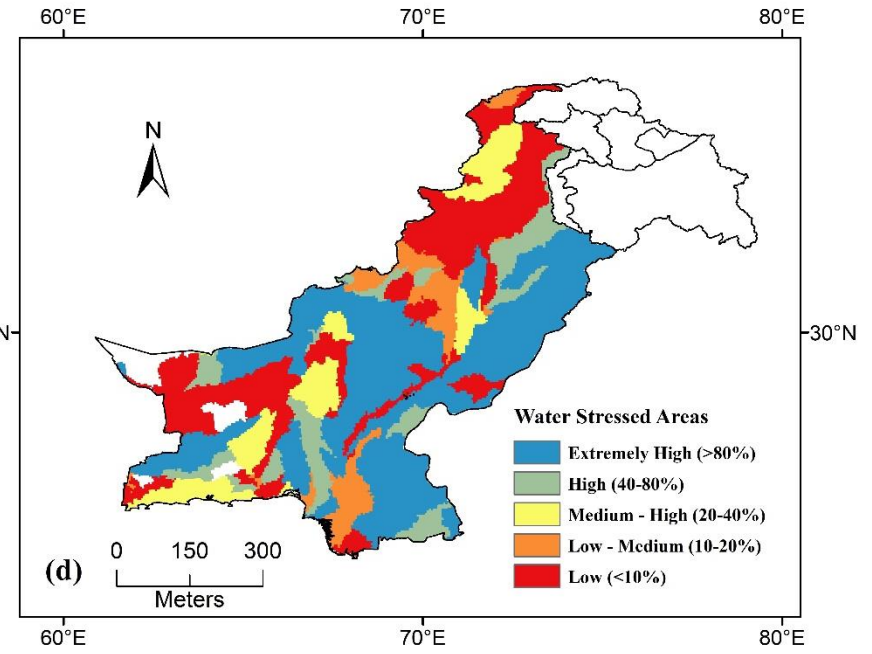 60°E 70°E 80°E
N
N
30°N
Water Stressed Areas
Extremely High (>80%)
High (40-80%)
Medium - High (20-40%)
Low - Medium (10-20%)
Low (<10%)
(d)
0 150 300
Meters
60°E 70°E 80°E